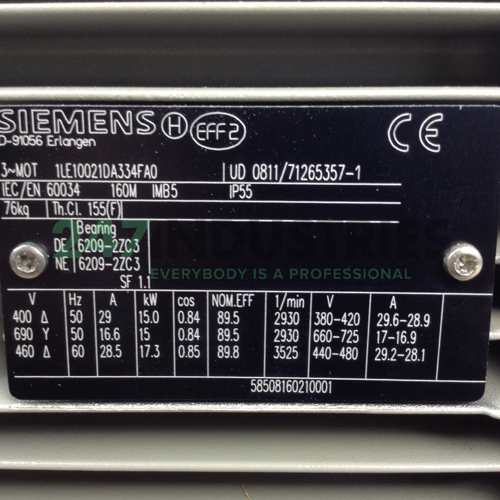 SIEMENS H EFF2 CE
D-91056 Erlangen
3~MOT 1LE10021DA334FA0 UD 0811/71265357-1
IEC/EN 60034 160M IMB5 IP55
76kg Th.Cl. 155(F)
Bearing
DE 6209-2ZC3
NE 6209-2ZC3
SF 1.1
247 INDUSTRIES
EVERYBODY IS A PROFESSIONAL
V Hz A kW cos NOM.EFF 1/min V A
400 Δ 50 29 15.0 0.84 89.5 2930 380-420 29.6-28.9
690 Y 50 16.6 15 0.84 89.5 2930 660-725 17-16.9
460 Δ 60 28.5 17.3 0.85 89.8 3525 440-480 29.2-28.1
58508160210001